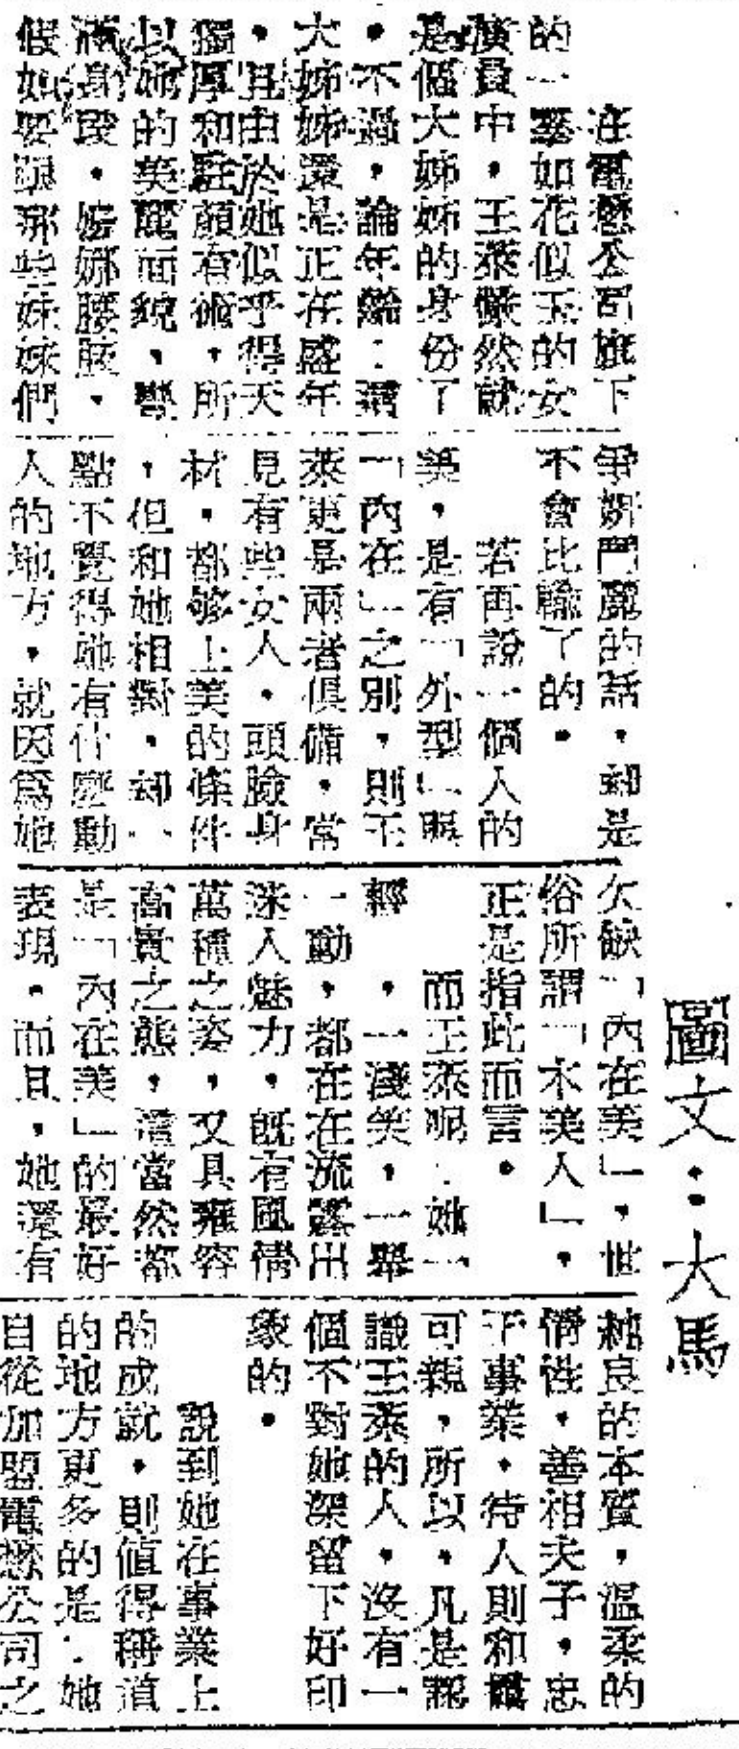 圖文：大馬
在電懋公司旗下
的一羣如花似玉的女
演員中，王萊儼然就
是個大姊姊的身份了
，不過，論年齡：這
大姊姊還是正在盛年
，且由於她似乎得天
獨厚和駐顏有術，所
以她的美麗面貌，豐
滿身段，婀娜腰肢，
假如要跟那些妹妹們
爭妍鬥麗的話，却是
不會比輸了的。
若再說一個人的
美，是有「外型」與
「內在」之別，則王
萊更是兩者俱備，常
見有些女人，頭臉身
材，都够上美的條件
，但和她相對，却一
點不覺得她有什麼動
人的地方，就因爲她
欠缺「內在美」，世
俗所謂「木美人」，
正是指此而言。
而王萊呢：她一
輕，一淺笑，一舉
一動，都在在流露出
迷人魅力，既有風情
萬種之姿，又具雍容
高貴之態，這當然都
是「內在美」的最好
表現。而且，她還有
純良的本質，溫柔的
情性，善相夫子，忠
于事業，待人則和藹
可親，所以，凡是認
識王萊的人，沒有一
個不對她深留下好印
象的。
說到她在事業上
的成就，則值得稱道
的地方更多的是：她
自從加盟電懋公司之